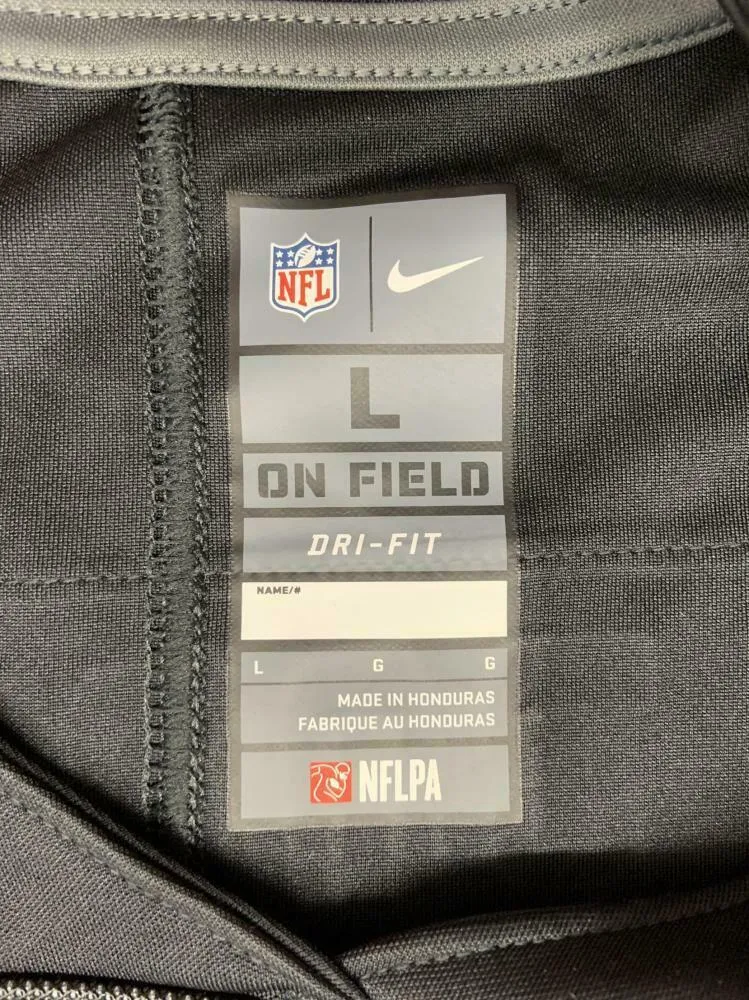 NFL
L
ON FIELD
DRI-FIT
NAME/#
L G G
MADE IN HONDURAS
FABRIQUE AU HONDURAS
NFLPA